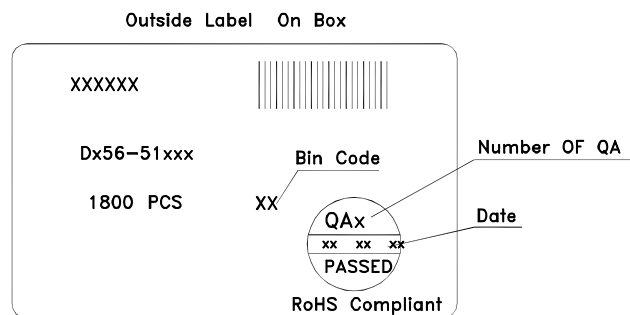 Outside Label On Box
XXXXXX
Dx56-51xxx
Bin Code
Number OF QA
1800 PCS
XX
QAx
Date
xx xx xx
PASSED
RoHS Compliant